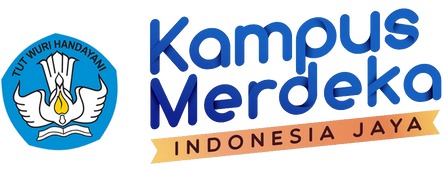 TUT WURI HANDAYANI
Kampus
Merdeka
INDONESIA JAYA